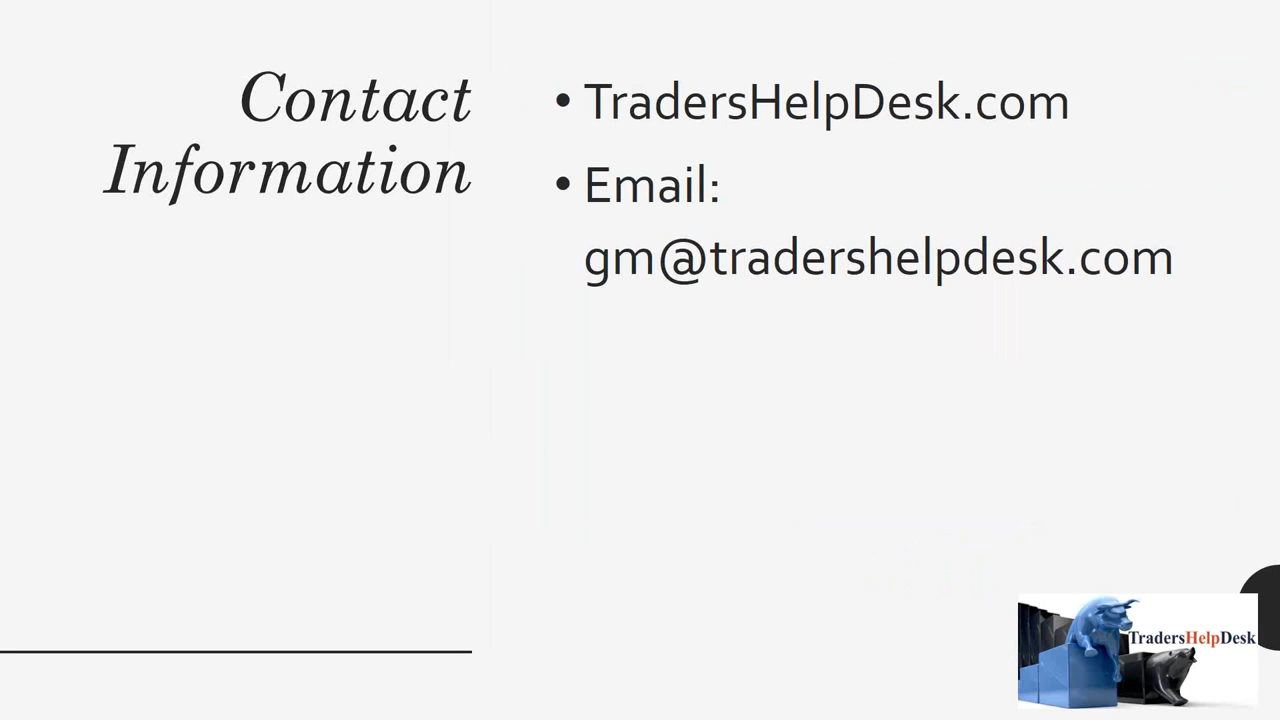 Contact
Information
• TradersHelpDesk.com
• Email:
gm@tradershelpdesk.com
TradersHelpDesk